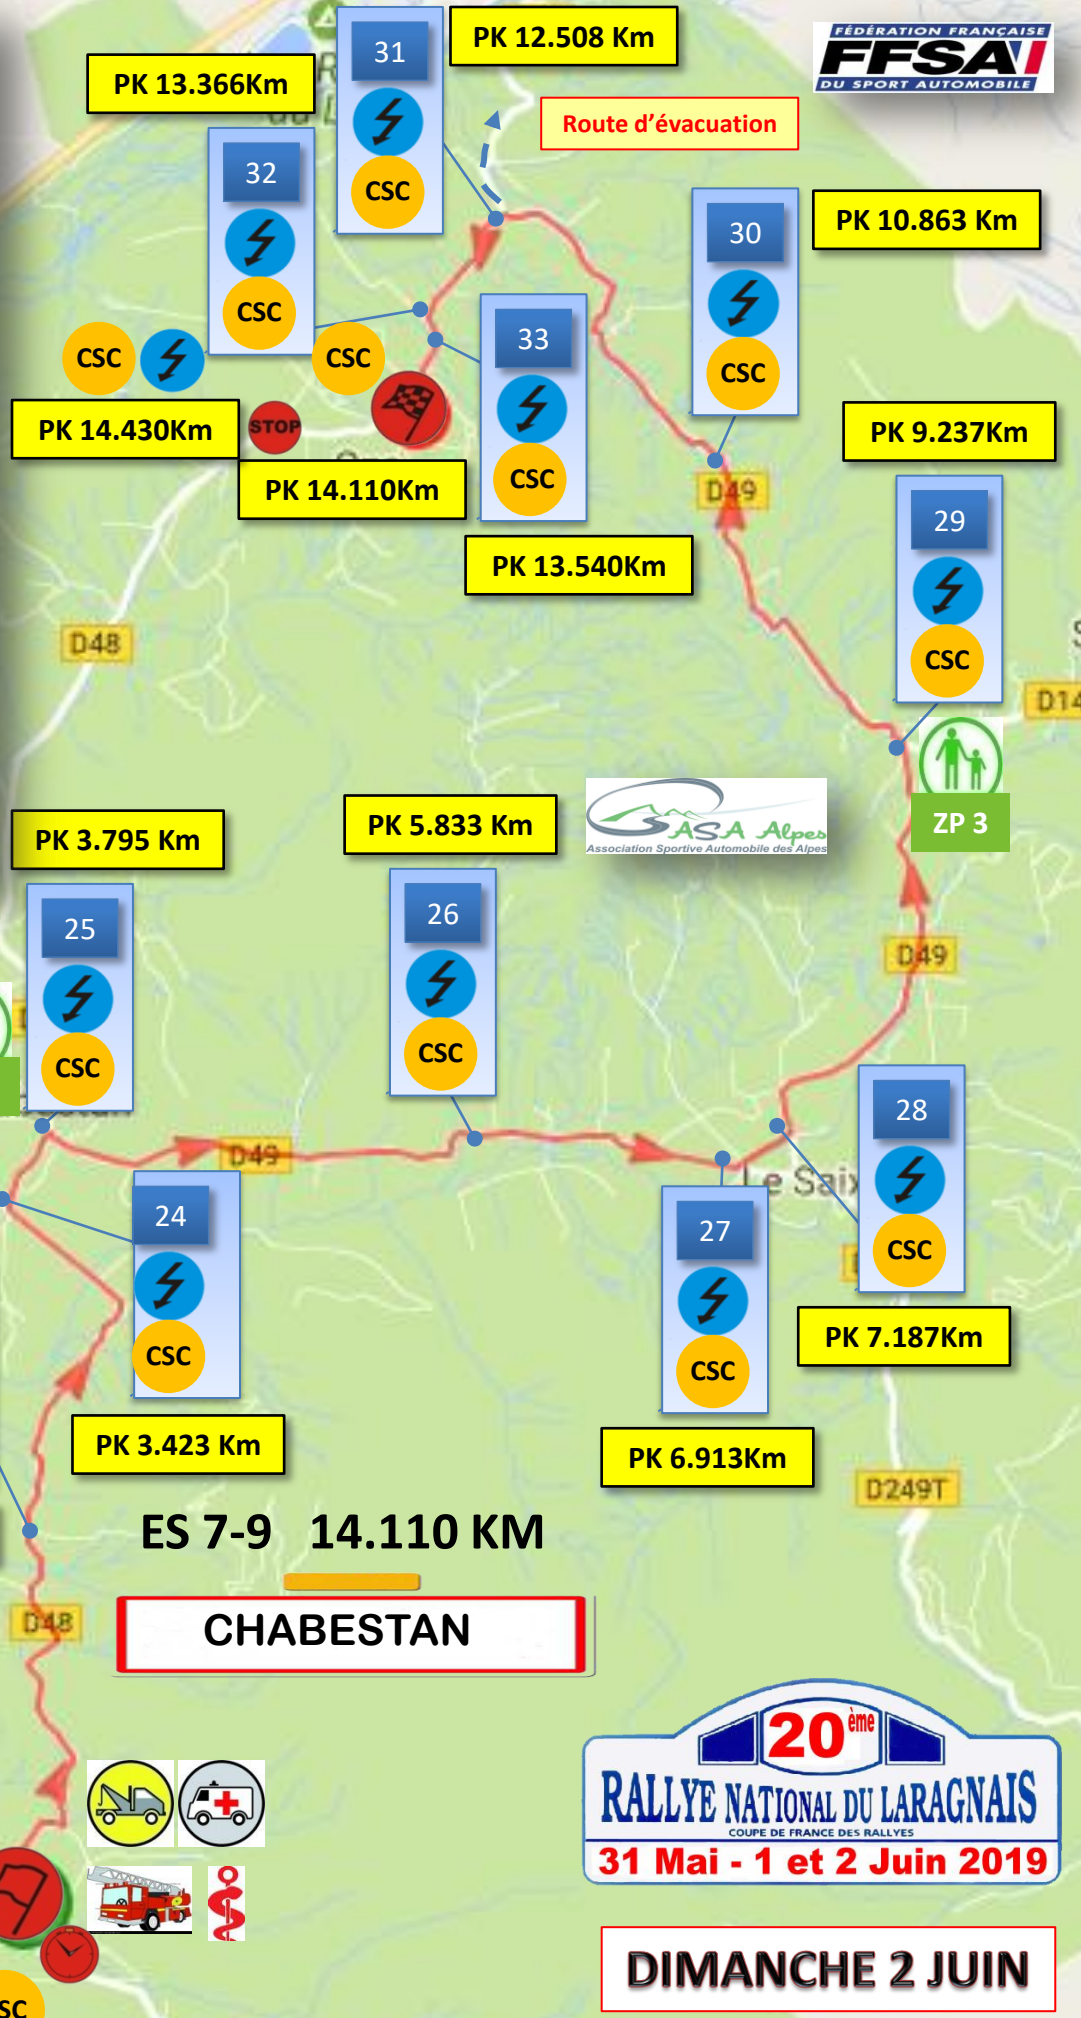 31
PK 12.508 Km
FÉDÉRATION FRANÇAISE
FFSA
DU SPORT AUTOMOBILE
PK 13.366Km
CSC
Route d'évacuation
32
CSC
30
PK 10.863 Km
CSC
33
CSC
CSC
CSC
PK 14.430Km
STOP
PK 14.110Km
PK 13.540Km
D49
PK 9.237Km
29
CSC
D48
D14
ZP 3
PK 3.795 Km
PK 5.833 Km
ASA Alpes
Association Sportive Automobile des Alpes
25
CSC
26
CSC
D49
28
CSC
D49
Le Saix
24
CSC
27
CSC
PK 7.187Km
PK 3.423 Km
PK 6.913Km
D249T
ES 7-9 14.110 KM
CHABESTAN
D48
20ème
RALLYE NATIONAL DU LARAGNAIS
COUPE DE FRANCE DES RALLYES
31 Mai - 1 et 2 Juin 2019
DIMANCHE 2 JUIN